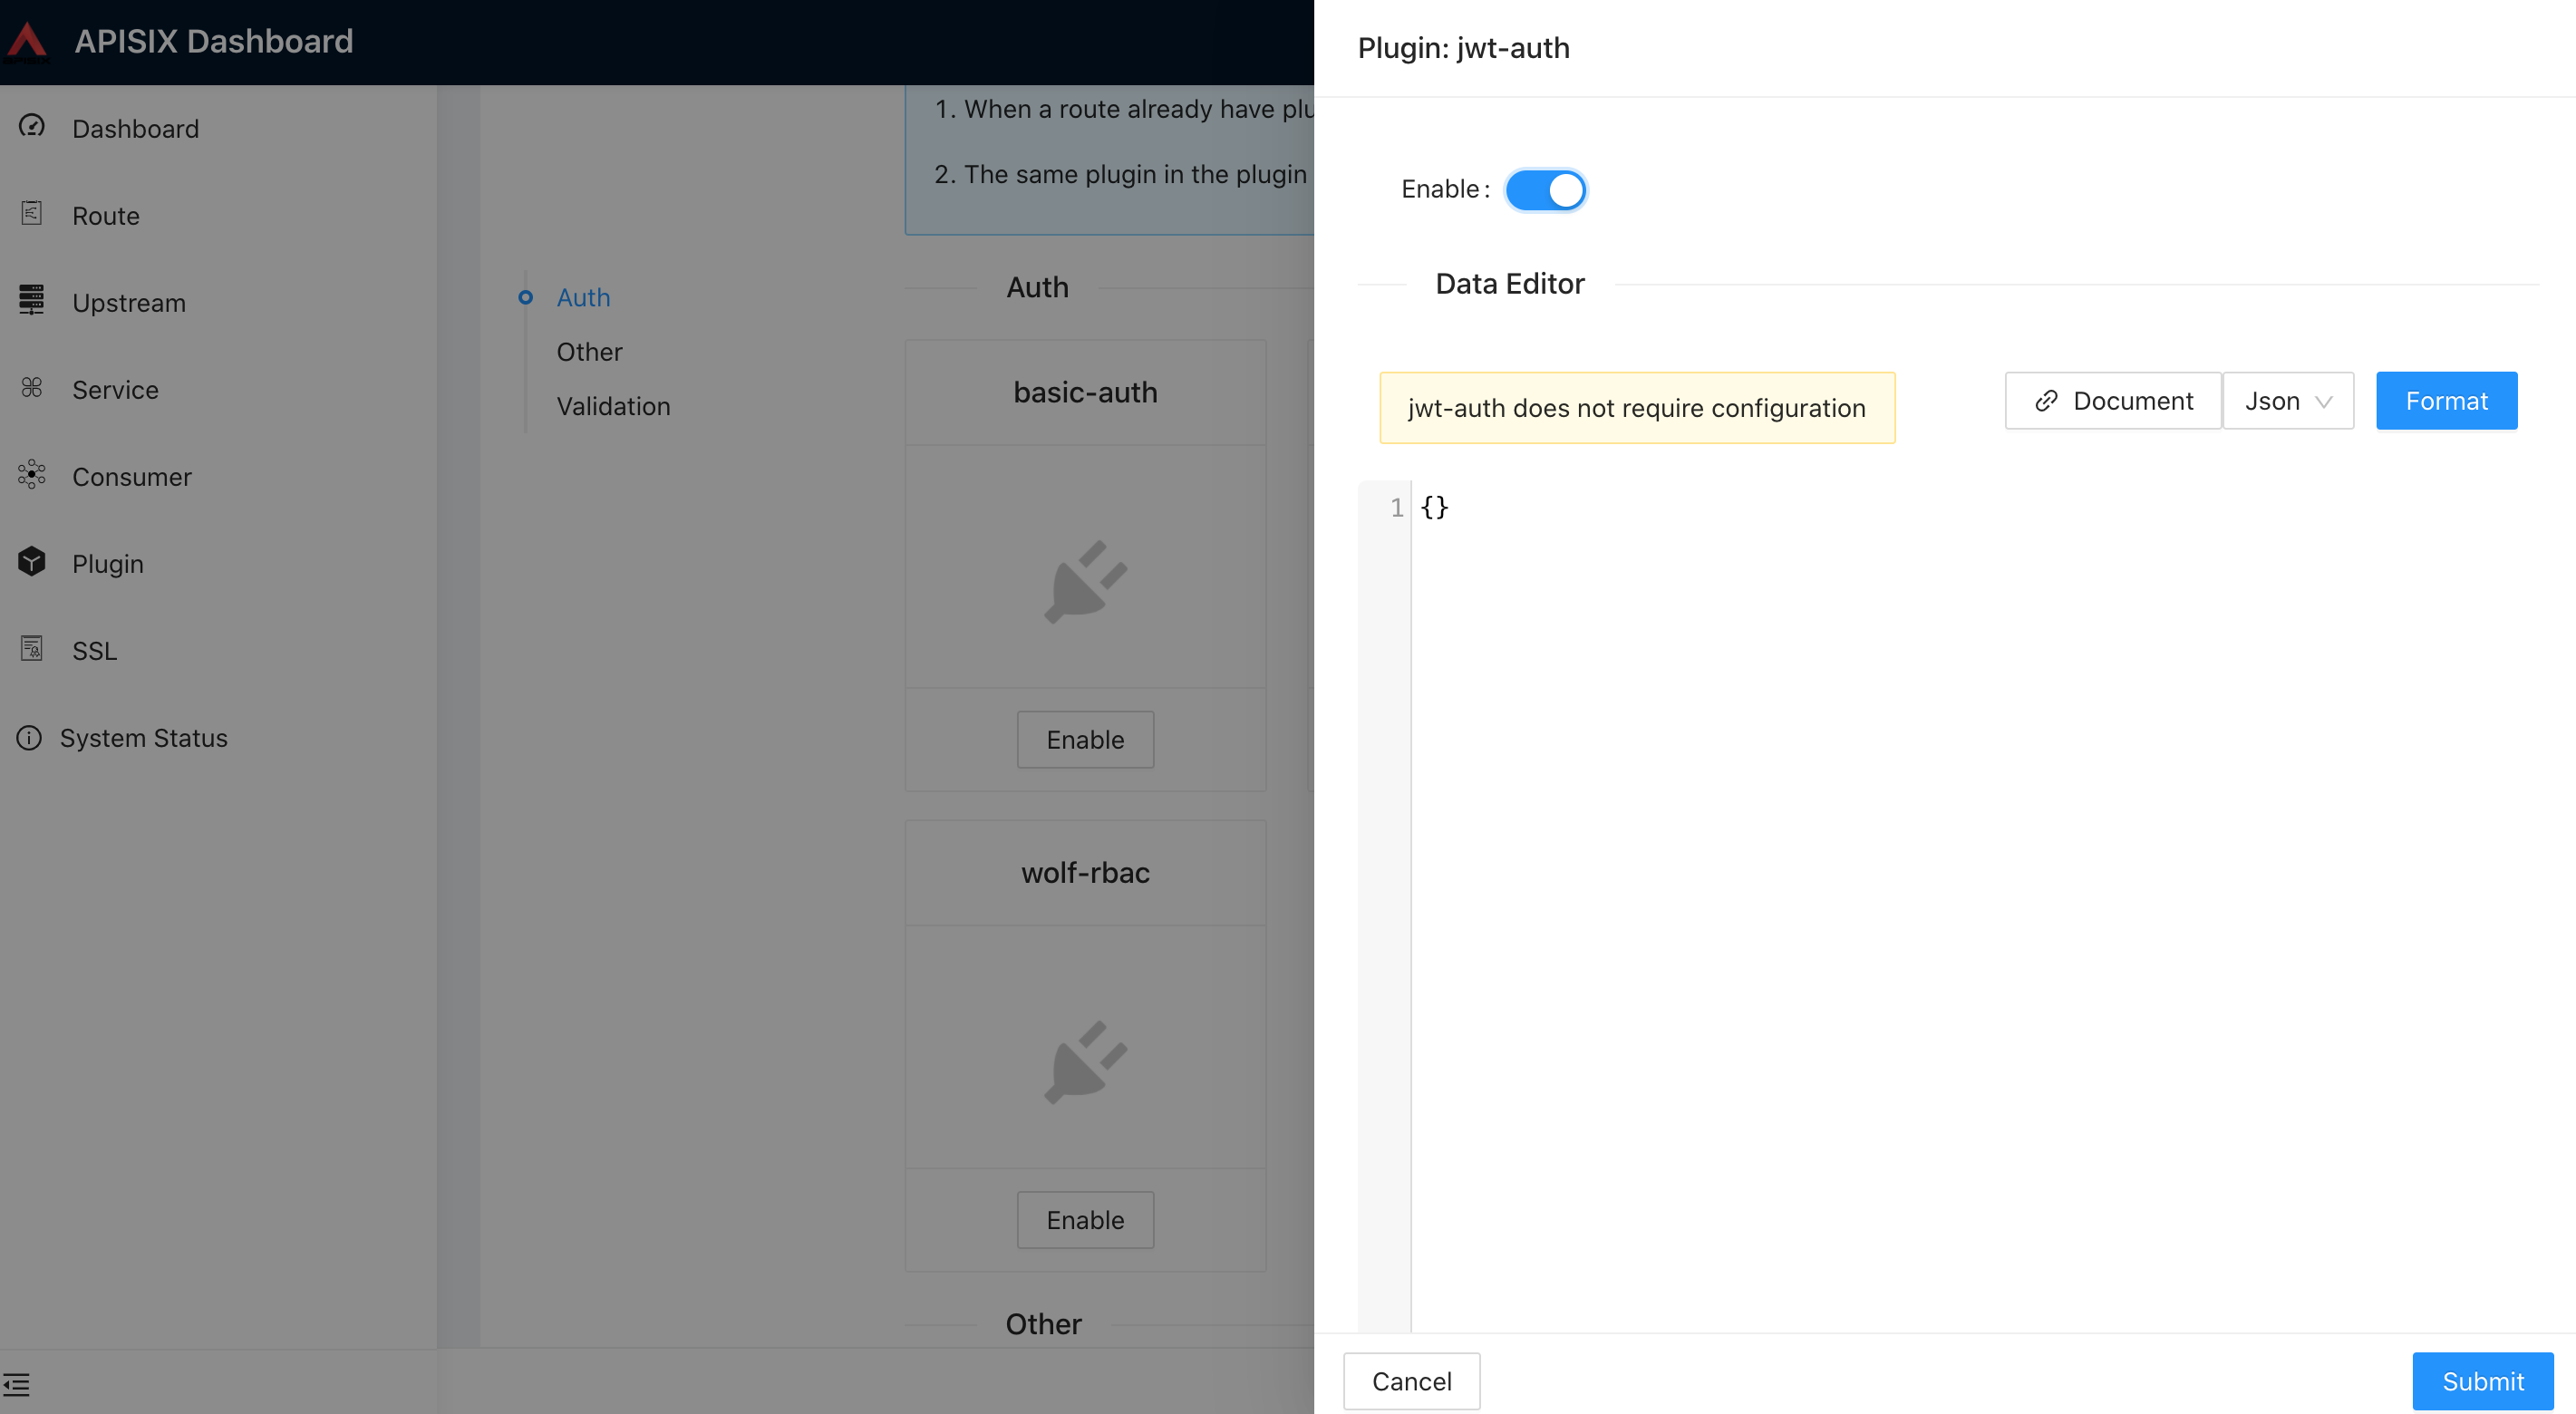 APISIX Dashboard
Dashboard
Route
Upstream
Service
Consumer
Plugin
SSL
System Status
1. When a route already have plu
2. The same plugin in the plugin
Auth
Other
Validation
Auth
basic-auth
Enable
wolf-rbac
Enable
Other
Plugin: jwt-auth
Enable :
Data Editor
jwt-auth does not require configuration
Document
Json
Format
1 {}
Cancel
Submit